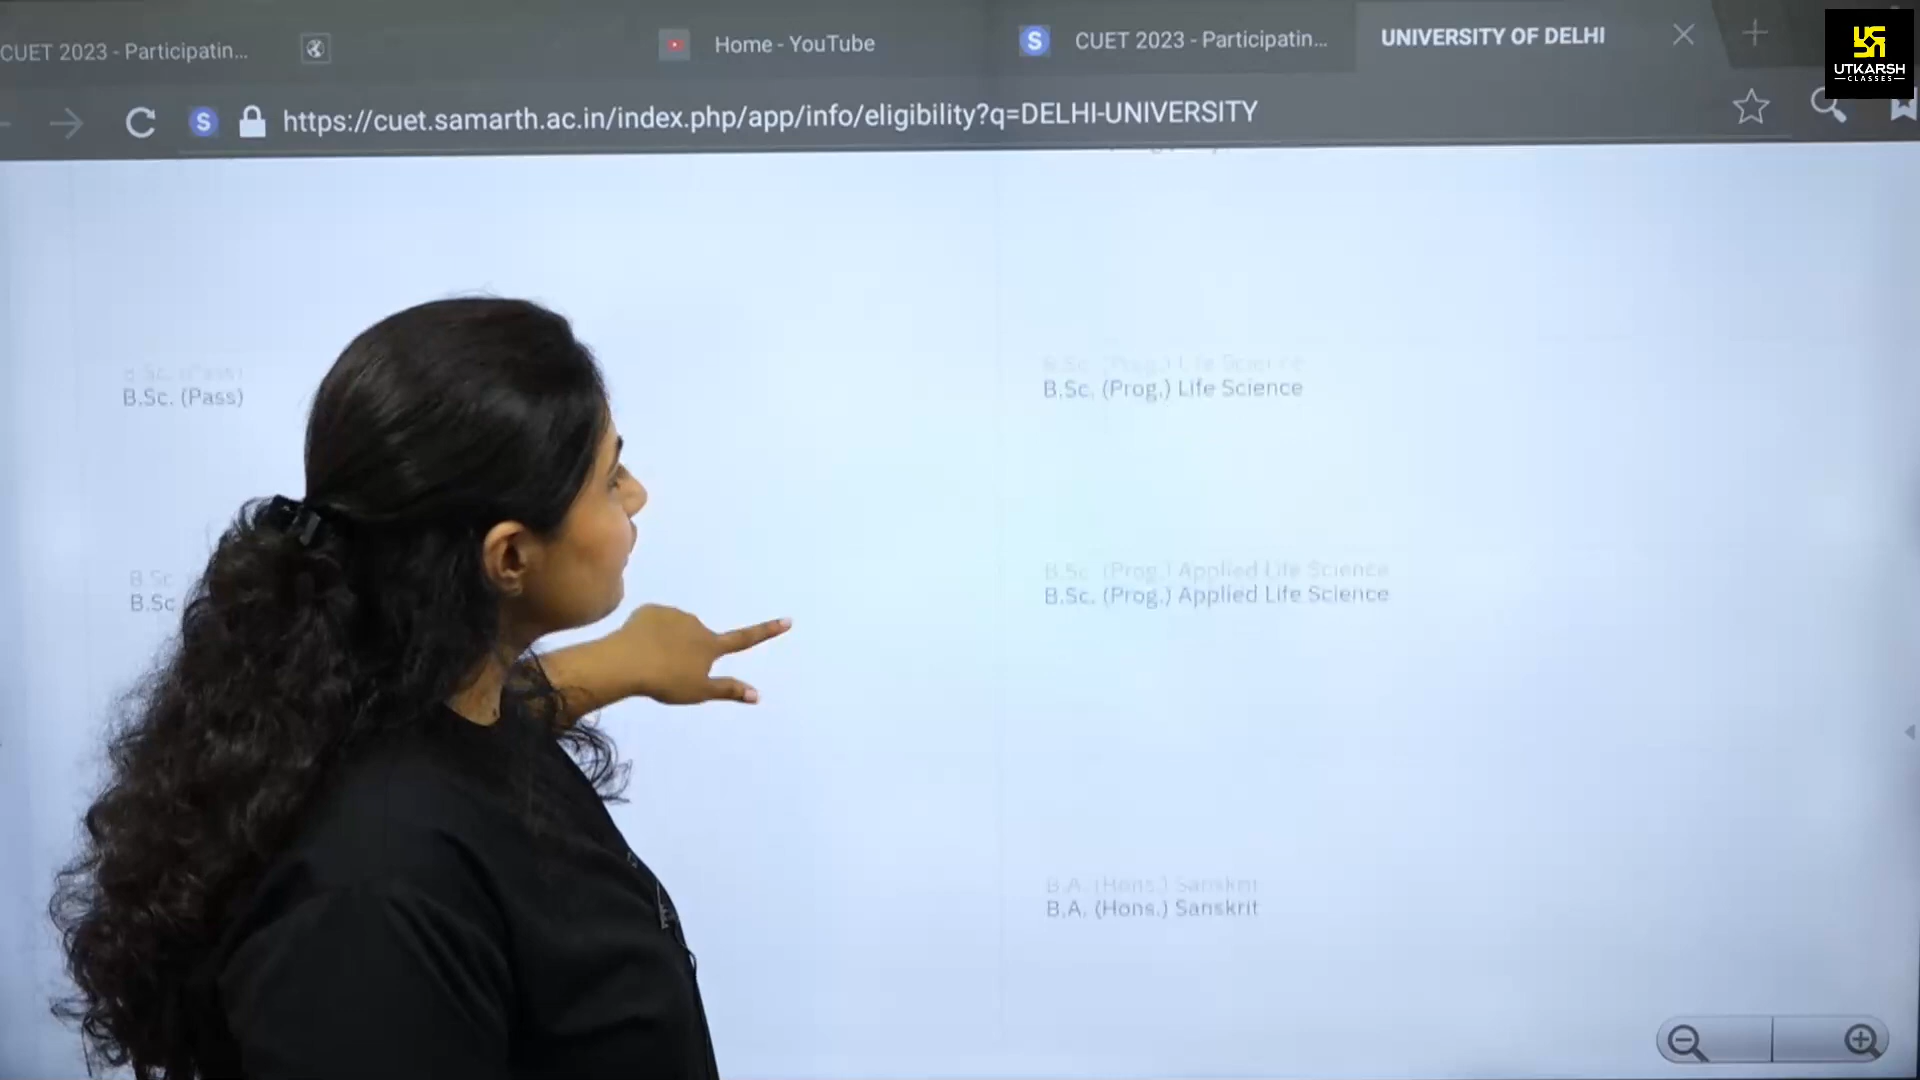 CUET 2023 - Participatin...
Home - YouTube
S CUET 2023 - Participatin...
UNIVERSITY OF DELHI
UTKARSH
CLASSES
S https://cuet.samarth.ac.in/index.php/app/info/eligibility?q=DELHI-UNIVERSITY
B.Sc. (Pass)
B.Sc. (Prog.) Life Science
B.Sc
B.Sc. (Prog.) Applied Life Science
B.A. (Hons.) Sanskrit